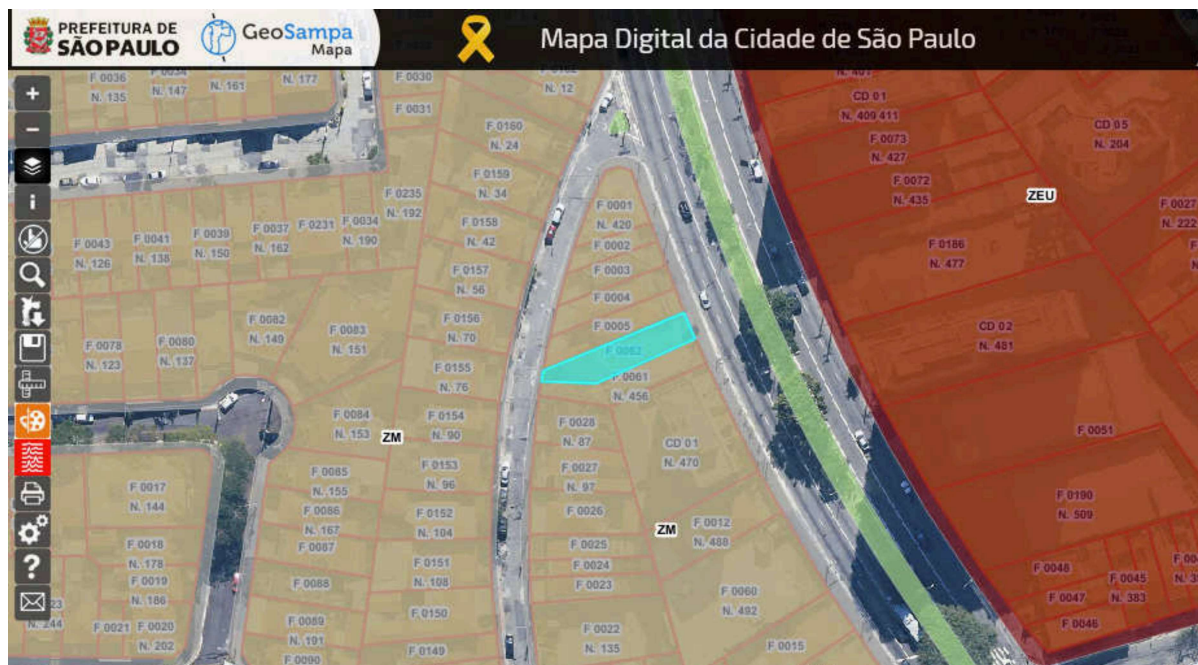 PREFEITURA DE
SÃO PAULO
GeoSampa
Mapa
Mapa Digital da Cidade de São Paulo
F 0036
N. 135
N. 147
N. 161
N. 177
F 0030
F 0031
N. 12
F 0160
N. 24
F 0159
N. 34
F 0235
N. 192
F 0158
N. 42
F 0043
N. 126
F 0041
N. 138
F 0039
N. 150
F 0037
N. 162
F 0231
F 0034
N. 190
F 0157
N. 56
F 0082
N. 149
F 0083
N. 151
F 0156
N. 70
F 0078
N. 123
F 0080
N. 137
F 0155
N. 76
F 0084
N. 153
ZM
F 0154
N. 90
F 0085
N. 155
F 0153
N. 96
F 0086
N. 167
F 0087
F 0152
N. 104
F 0017
N. 144
F 0018
N. 178
F 0019
N. 186
F 0088
F 0151
N. 108
N. 244
F 0021
F 0020
N. 202
F 0089
N. 191
F 0090
F 0150
F 0149
F 0001
N. 420
F 0002
F 0003
F 0004
F 0005
F 0062
F 0061
N. 456
F 0028
N. 87
CD 01
N. 470
F 0027
N. 97
F 0026
ZM
F 0012
N. 488
F 0025
F 0024
F 0023
F 0060
N. 492
F 0022
N. 135
F 0015
CD 01
N. 409 411
F 0073
N. 427
F 0072
N. 435
CD 05
N. 204
ZEU
F 0027
N. 222
F 0186
N. 477
CD 02
N. 481
F 0051
F 0190
N. 509
F 0048
F 0045
N. 383
F 0047
F 0046